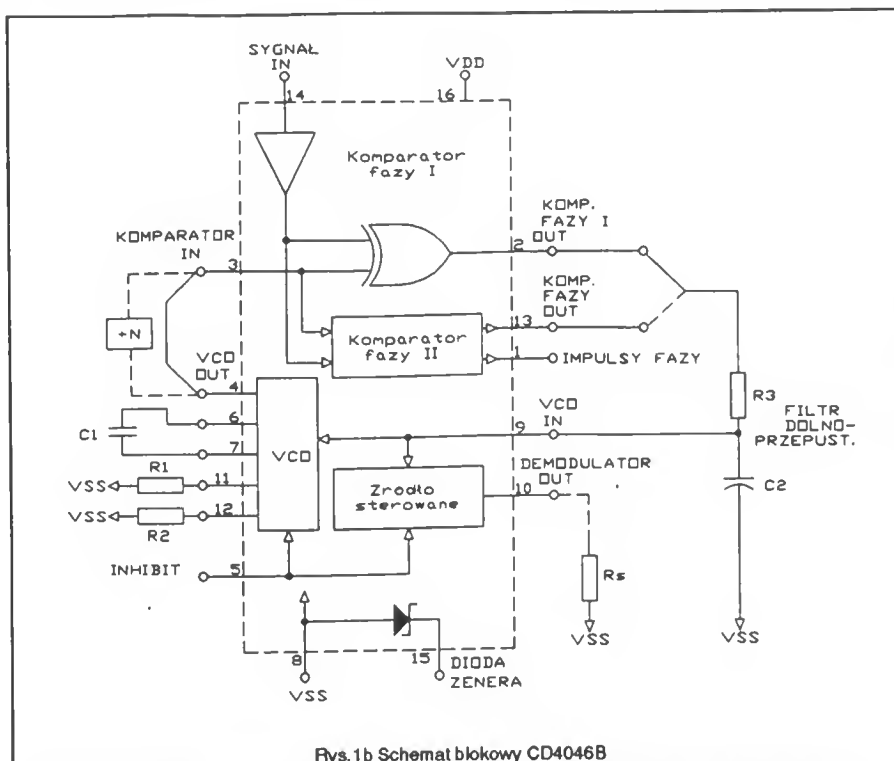 SYGNAŁ
IN
14
VDD
16
Komparator
fazy I
KOMP.
FAZY I
OUT
2
KOMPARATOR
IN
3
KOMP.
FAZY
OUT
13
Komparator
fazy II
1
IMPULSY FAZY
+N
VCO
OUT
4
6
C1
7
VCO
R1
VSS
11
VSS
12
R2
9
VCO
IN
R3
FILTR
DOLNO-
PRZEPUST.
C2
Zrodło
sterowane
DEMODULATOR
OUT
10
Rs
VSS
VSS
INHIBIT
5
8
VSS
15
DIODA
ZENERA
Rys.1b Schemat blokowy CD4046B